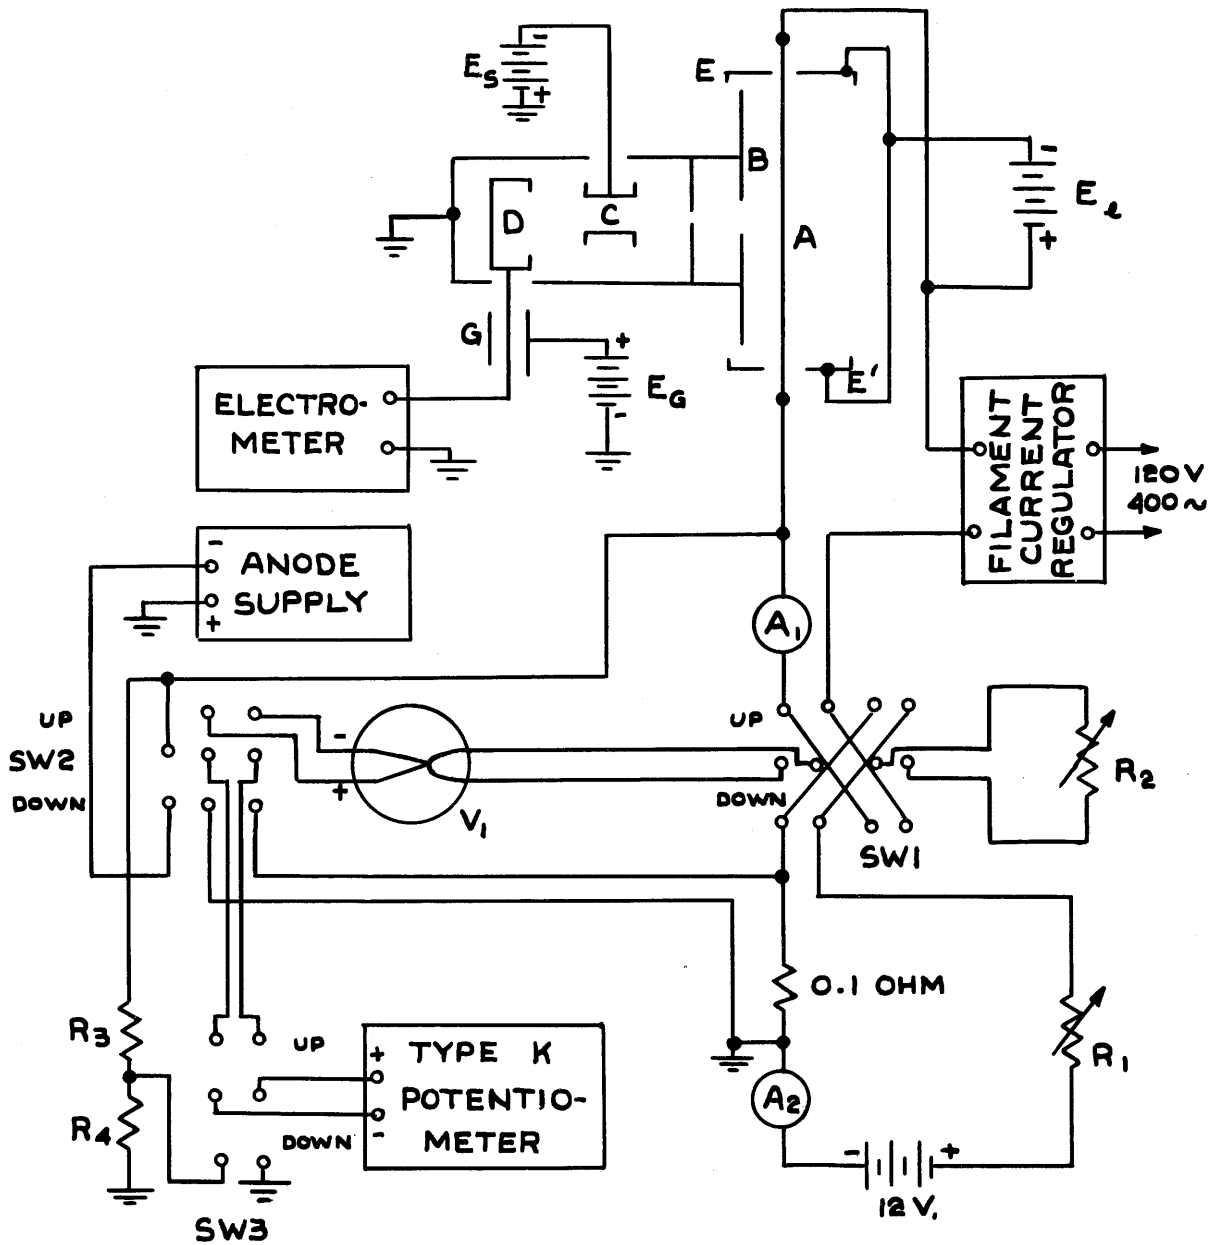 -
E_S
+
E
B
-
D
C
A
E_ℓ
+
G
+
E_G
-
E'
ELECTRO-
METER
FILAMENT
CURRENT
REGULATOR
120 V
400 ~
-
ANODE
SUPPLY
+
A_1
UP
SW2
DOWN
-
+
V_1
UP
DOWN
SW1
R_2
0.1 OHM
R_3
R_4
UP
DOWN
+
TYPE K
POTENTIO-
METER
-
A_2
R_1
-
+
12 V.
SW3